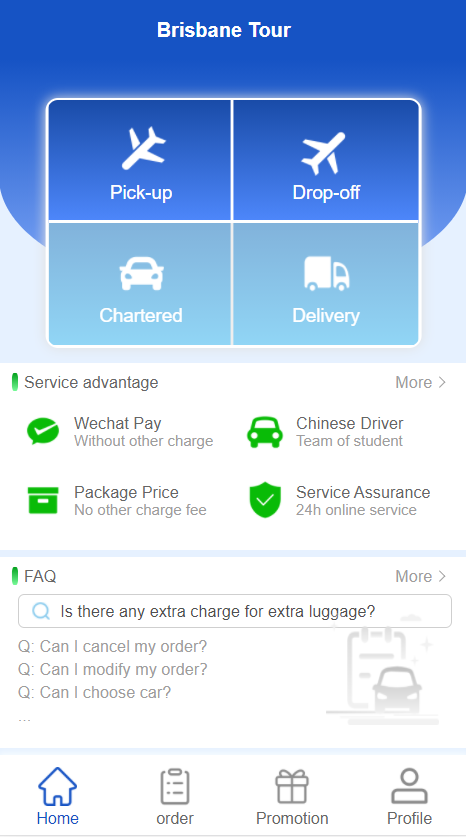 Brisbane Tour
Pick-up
Drop-off
Chartered
Delivery
Service advantage
More
Wechat Pay
Without other charge
Chinese Driver
Team of student
Package Price
No other charge fee
Service Assurance
24h online service
FAQ
More
Is there any extra charge for extra luggage?
Q: Can I cancel my order?
Q: Can I modify my order?
Q: Can I choose car?
...
Home
order
Promotion
Profile